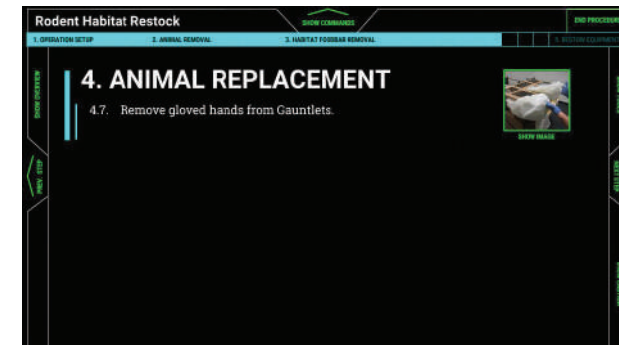 Rodent Habitat Restock
SHOW COMMANDS
END PROCEDURE
1. OPERATION SETUP
2. ANIMAL REMOVAL
3. HABITAT FOODBAR REMOVAL
SHOW OVERVIEW
4. ANIMAL REPLACEMENT
4.7. Remove gloved hands from Gauntlets.
SHOW IMAGE
PREV STEP
NEXT STEP